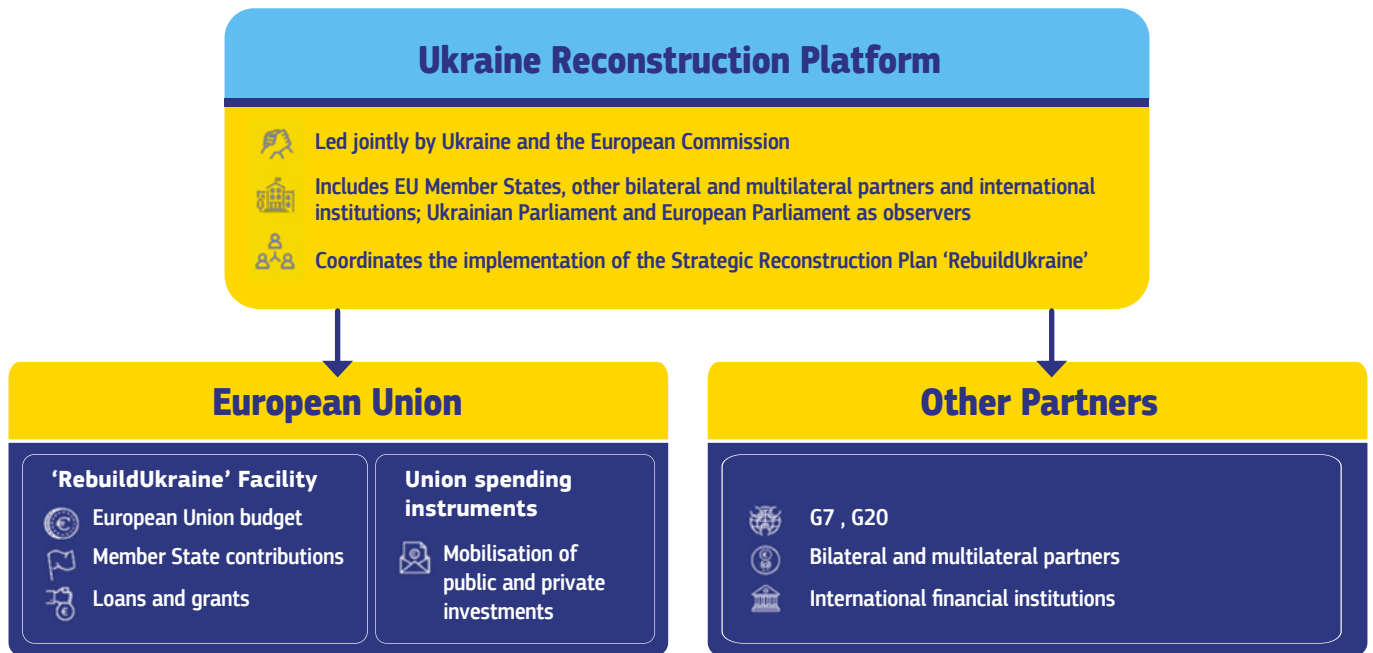 Ukraine Reconstruction Platform
Led jointly by Ukraine and the European Commission
Includes EU Member States, other bilateral and multilateral partners and international
institutions; Ukrainian Parliament and European Parliament as observers
Coordinates the implementation of the Strategic Reconstruction Plan ‘RebuildUkraine’
European Union
‘RebuildUkraine’ Facility
European Union budget
Member State contributions
Loans and grants
Union spending
instruments
Mobilisation of
public and private
investments
Other Partners
G7 , G20
Bilateral and multilateral partners
International financial institutions